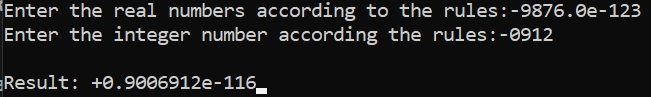 Enter the real numbers according to the rules:-9876.0e-123
Enter the integer number according the rules:-0912
Result: +0.9006912e-116